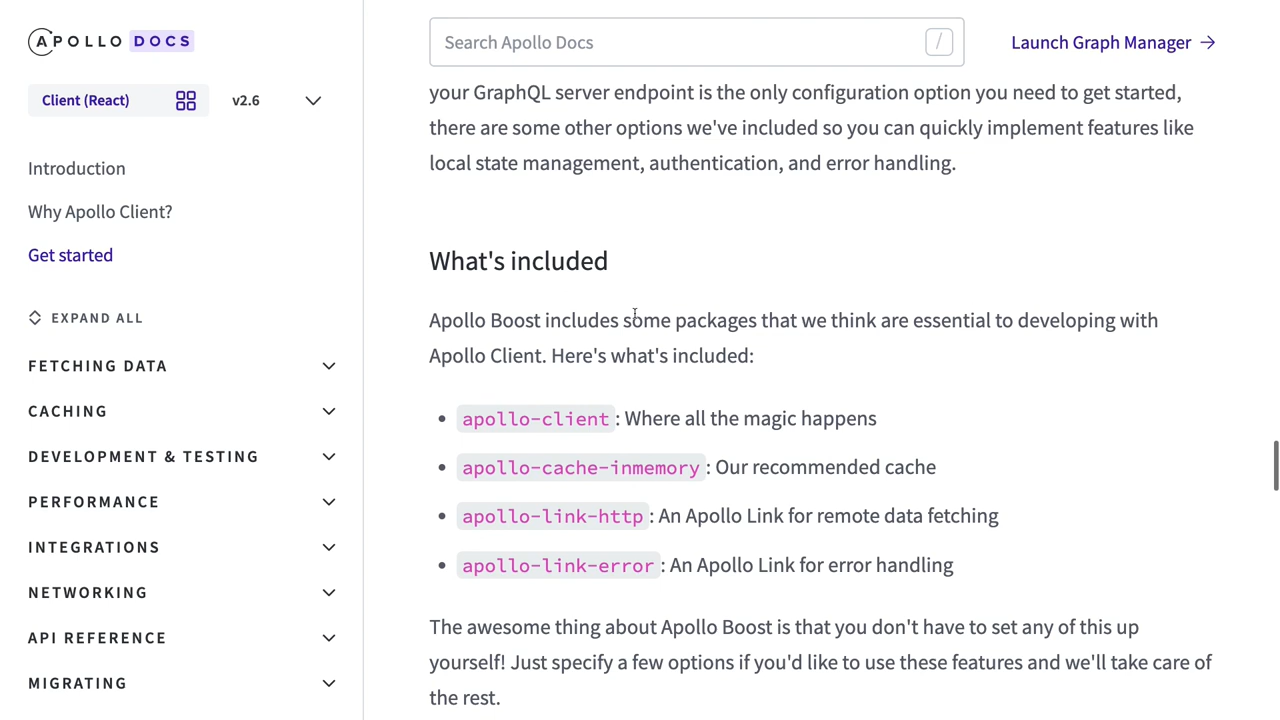 APOLLO DOCS
Search Apollo Docs
/
Launch Graph Manager →
Client (React)
v2.6
Introduction
Why Apollo Client?
Get started
EXPAND ALL
FETCHING DATA
CACHING
DEVELOPMENT & TESTING
PERFORMANCE
INTEGRATIONS
NETWORKING
API REFERENCE
MIGRATING
your GraphQL server endpoint is the only configuration option you need to get started,
there are some other options we've included so you can quickly implement features like
local state management, authentication, and error handling.
What's included
Apollo Boost includes some packages that we think are essential to developing with
Apollo Client. Here's what's included:
• apollo-client: Where all the magic happens
• apollo-cache-inmemory: Our recommended cache
• apollo-link-http: An Apollo Link for remote data fetching
• apollo-link-error: An Apollo Link for error handling
The awesome thing about Apollo Boost is that you don't have to set any of this up
yourself! Just specify a few options if you'd like to use these features and we'll take care of
the rest.